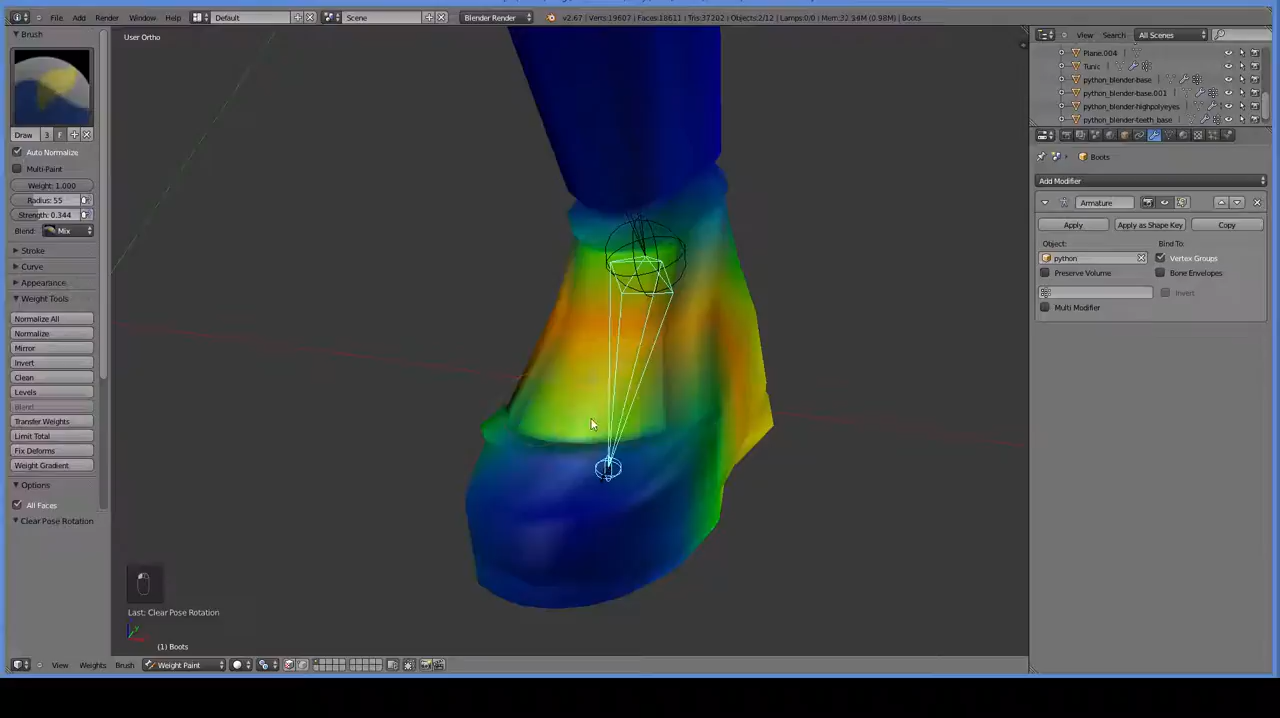 File Add Render Window Help Default Scene Blender Render v2.67 | Verts:19607 | Faces:18611 | Tris:37202 | Objects:2/12 | Lamps:0/0 | Mem:32.94M (0.98M) | Boots
Brush
User Ortho
View Search All Scenes
Plane.004
Tunic
python_blender-base
python_blender-base.001
python_blender-highpolyeyes
python_blender-teeth_base
Draw 3 F
Auto Normalize
Multi-Paint
Weight: 1.000
Radius: 55
Strength: 0.344
Blend: Mix
Stroke
Curve
Appearance
Weight Tools
Normalize All
Normalize
Mirror
Invert
Clean
Levels
Blend
Transfer Weights
Limit Total
Fix Deforms
Weight Gradient
Options
All Faces
Clear Pose Rotation
Boots
Add Modifier
Armature
Apply Apply as Shape Key Copy
Object: Bind To:
python Vertex Groups
Preserve Volume Bone Envelopes
Invert
Multi Modifier
Last: Clear Pose Rotation
(1) Boots
View Weights Brush Weight Paint